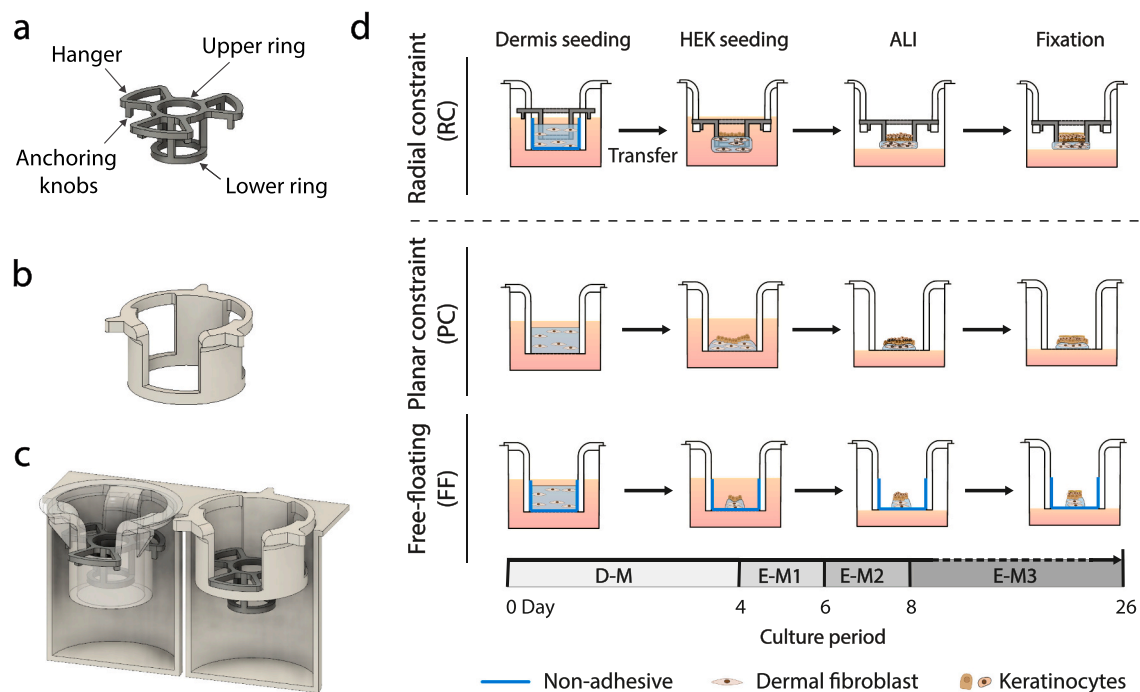 a
Hanger
Upper ring
Anchoring
knobs
Lower ring
b
c
d
Dermis seeding
HEK seeding
ALI
Fixation
Radial constraint
(RC)
Transfer
Planar constraint
(PC)
Free-floating
(FF)
D-M
E-M1
E-M2
E-M3
0 Day
4
6
8
26
Culture period
Non-adhesive
Dermal fibroblast
Keratinocytes